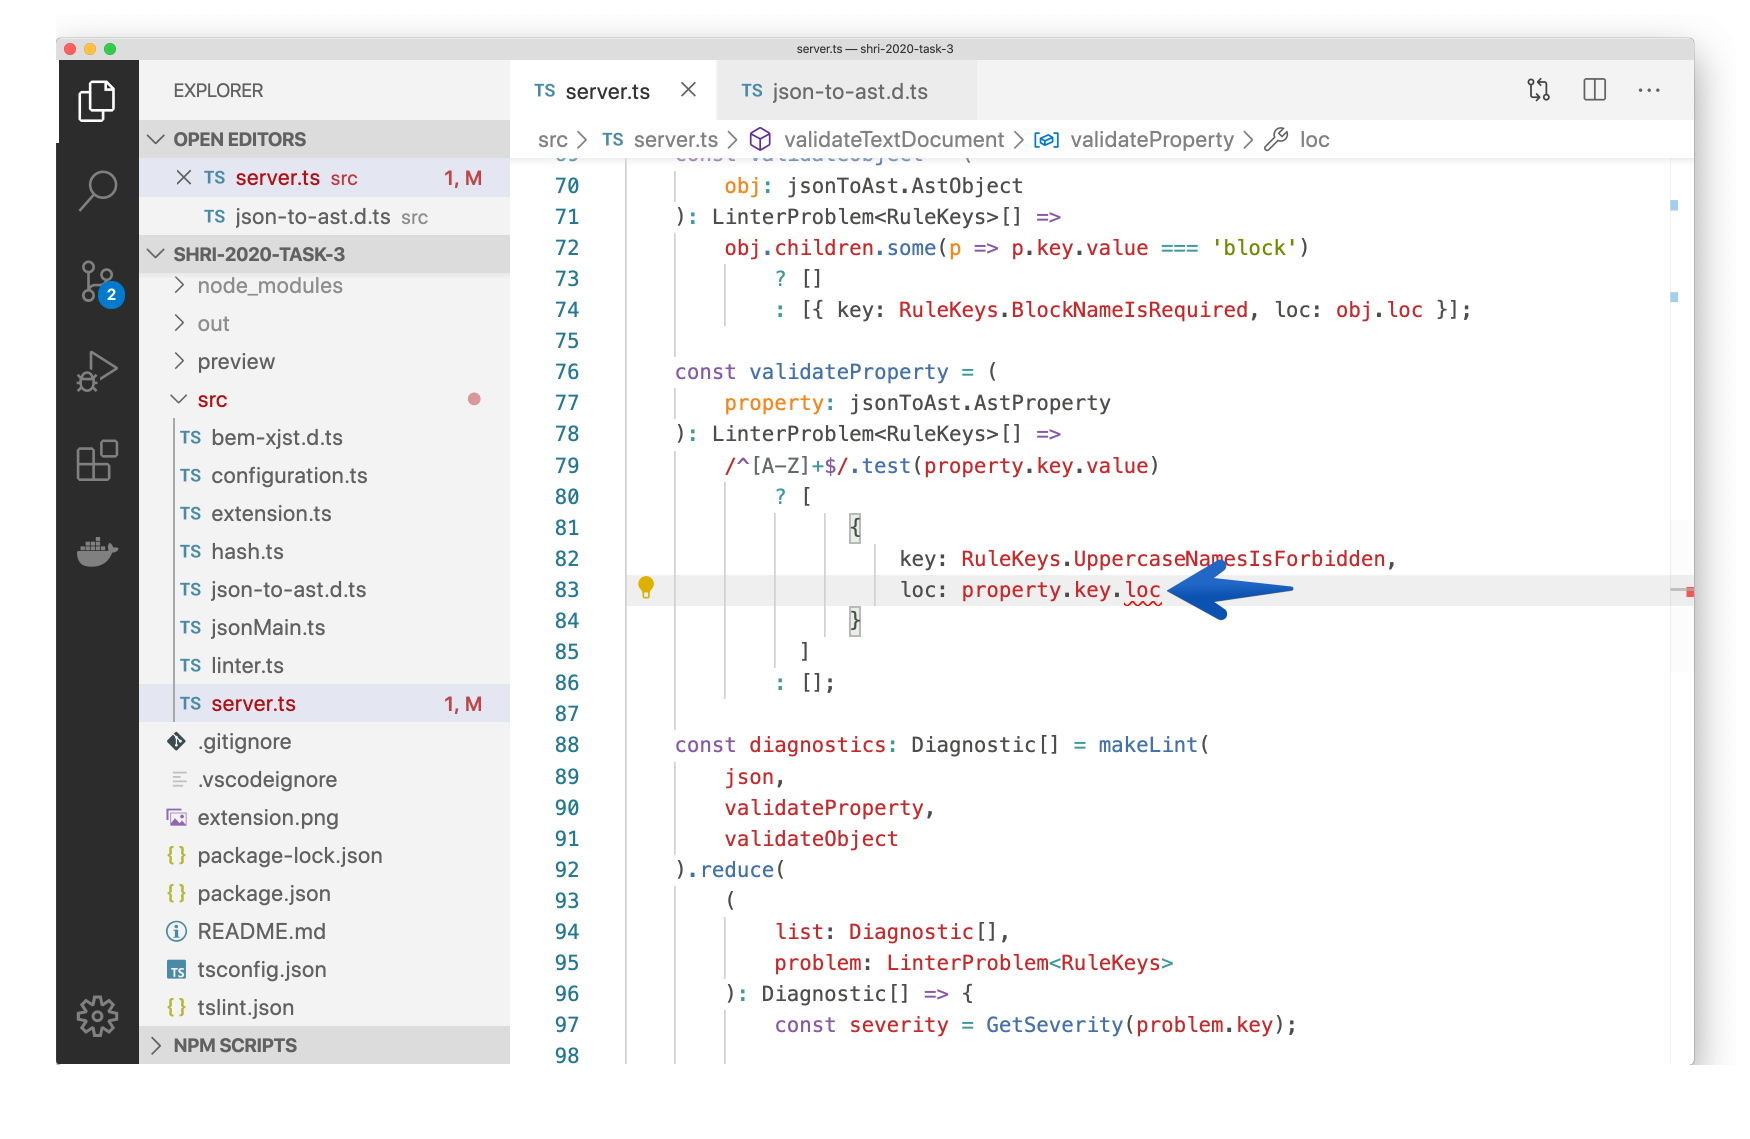 server.ts — shri-2020-task-3
EXPLORER
OPEN EDITORS
TS server.ts src 1, M
TS json-to-ast.d.ts src
SHRI-2020-TASK-3
node_modules
out
preview
src
TS bem-xjst.d.ts
TS configuration.ts
TS extension.ts
TS hash.ts
TS json-to-ast.d.ts
TS jsonMain.ts
TS linter.ts
TS server.ts 1, M
.gitignore
.vscodeignore
extension.png
{} package-lock.json
{} package.json
README.md
TS tsconfig.json
{} tslint.json
NPM SCRIPTS
2
TS server.ts
TS json-to-ast.d.ts
src > TS server.ts > validateTextDocument > validateProperty > loc
69 const validateObject = (
70 obj: jsonToAst.AstObject
71 ): LinterProblem<RuleKeys>[] =>
72 obj.children.some(p => p.key.value === 'block')
73 ? []
74 : [{ key: RuleKeys.BlockNameIsRequired, loc: obj.loc }];
75
76 const validateProperty = (
77 property: jsonToAst.AstProperty
78 ): LinterProblem<RuleKeys>[] =>
79 /^[A-Z]+$/.test(property.key.value)
80 ? [
81 {
82 key: RuleKeys.UppercaseNamesIsForbidden,
83 loc: property.key.loc
84 }
85 ]
86 : [];
87
88 const diagnostics: Diagnostic[] = makeLint(
89 json,
90 validateProperty,
91 validateObject
92 ).reduce(
93 (
94 list: Diagnostic[],
95 problem: LinterProblem<RuleKeys>
96 ): Diagnostic[] => {
97 const severity = GetSeverity(problem.key);
98